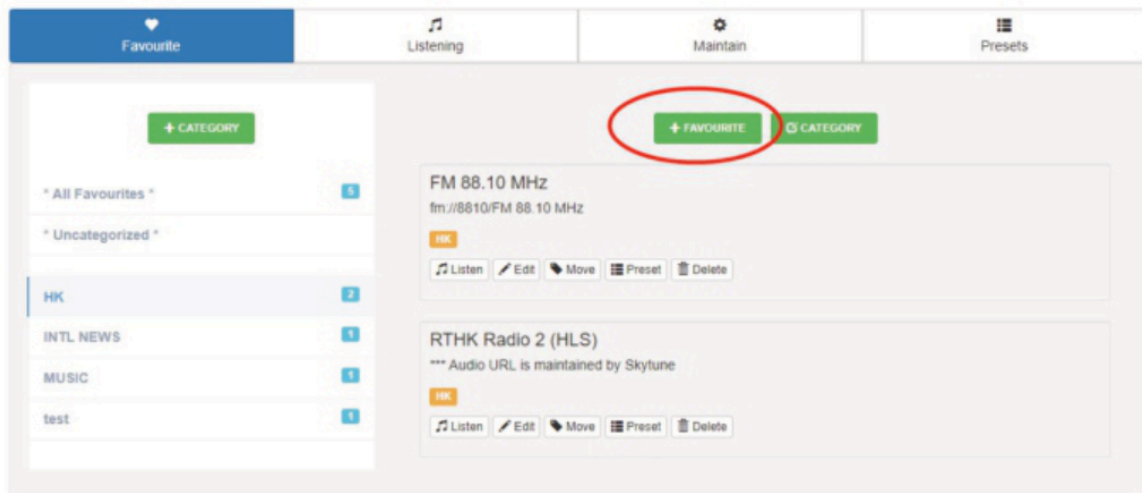 Favourite
Listening
Maintain
Presets
+ CATEGORY
* All Favourites * 5
* Uncategorized *
HK 2
INTL NEWS 1
MUSIC 1
test 1
+ FAVOURITE
CATEGORY
FM 88.10 MHz
fm://8810/FM 88.10 MHz
HK
Listen Edit Move Preset Delete
RTHK Radio 2 (HLS)
*** Audio URL is maintained by Skytune
HK
Listen Edit Move Preset Delete